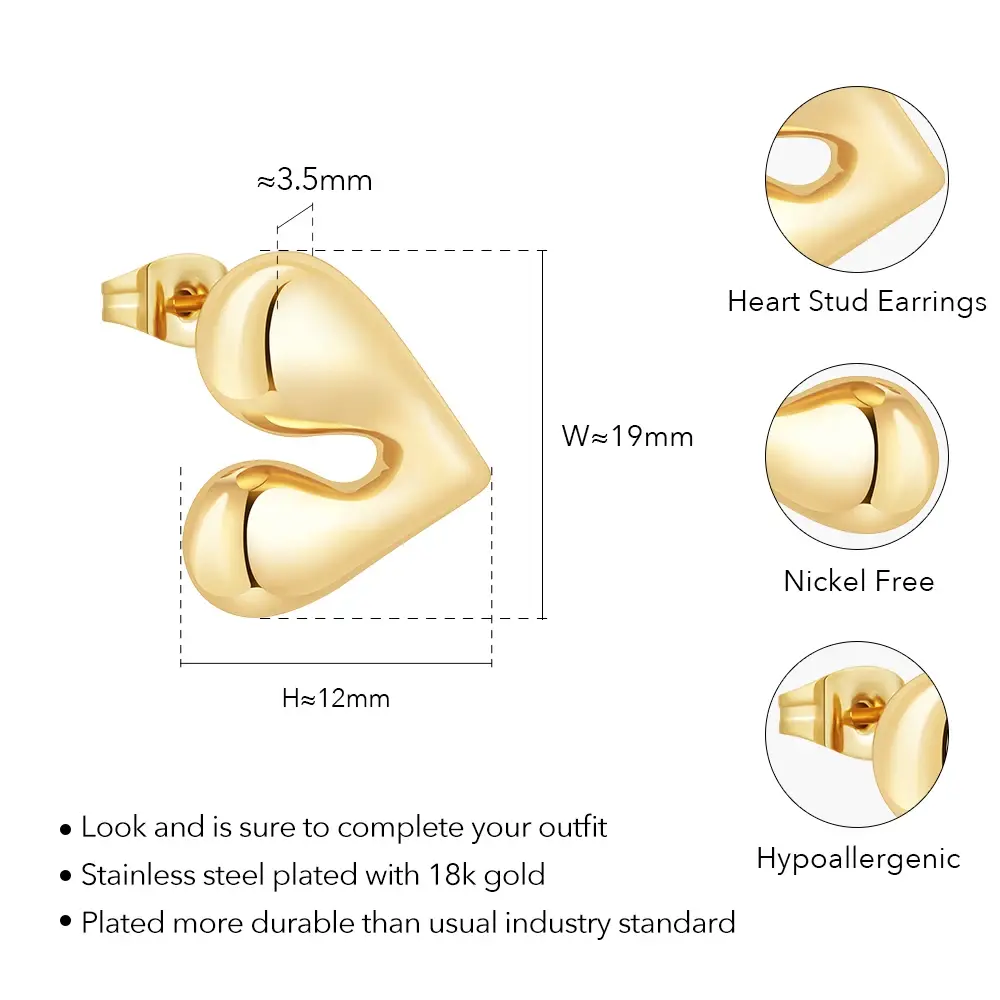 ≈3.5mm
Heart Stud Earrings
W≈19mm
Nickel Free
H≈12mm
Hypoallergenic
• Look and is sure to complete your outfit
• Stainless steel plated with 18k gold
• Plated more durable than usual industry standard